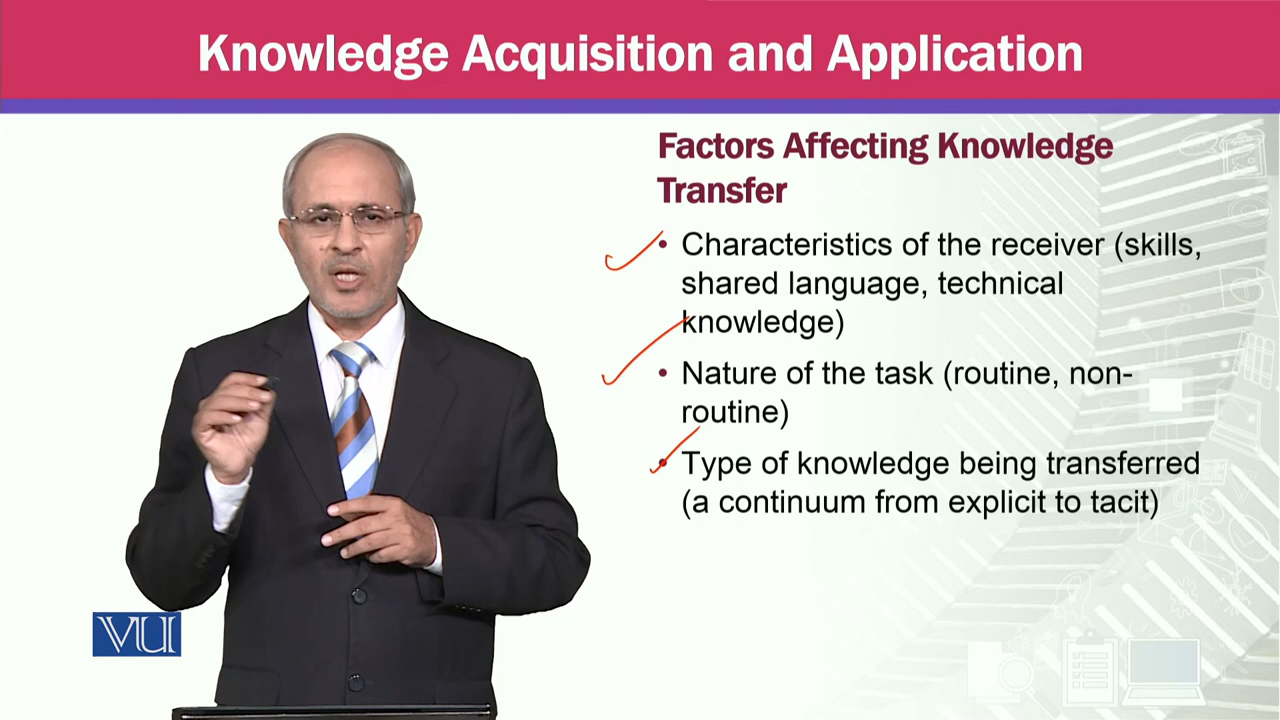 Knowledge Acquisition and Application
Factors Affecting Knowledge
Transfer
• Characteristics of the receiver (skills,
shared language, technical
knowledge)
• Nature of the task (routine, non-
routine)
• Type of knowledge being transferred
(a continuum from explicit to tacit)
VU